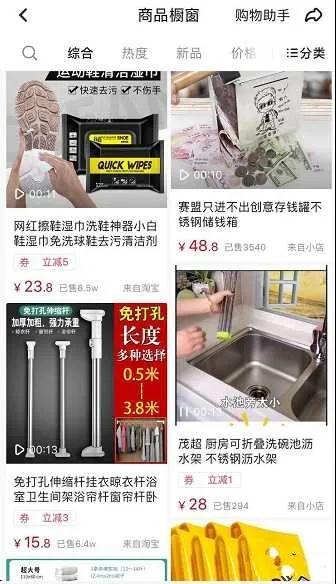 商品橱窗
购物助手
综合
热度
新品
价格
分类
运动鞋清洁湿巾
快速去污
不伤手
QUICK WIPES
00:11
网红擦鞋湿巾洗鞋神器小白
鞋湿巾免洗球鞋去污清洁剂
券
立减5
¥23.8
已售6.5w
来自淘宝
00:10
赛盟只进不出创意存钱罐不
锈钢储钱箱
¥48.8
已售3540
来自小店
免打孔伸缩杆
加厚加粗,强力承重
免打孔
长度
多种选择
0.5米
3.8米
00:13
免打孔伸缩杆挂衣晾衣杆浴
室卫生间架浴帘杆窗帘杆卧
券
立减3
¥15.8
已售6.4w
来自淘宝
水池旁太小
00:13
茂超 厨房可折叠洗碗池沥
水架 不锈钢沥水架
券
立减1
¥28
已售294
来自小店
超大号